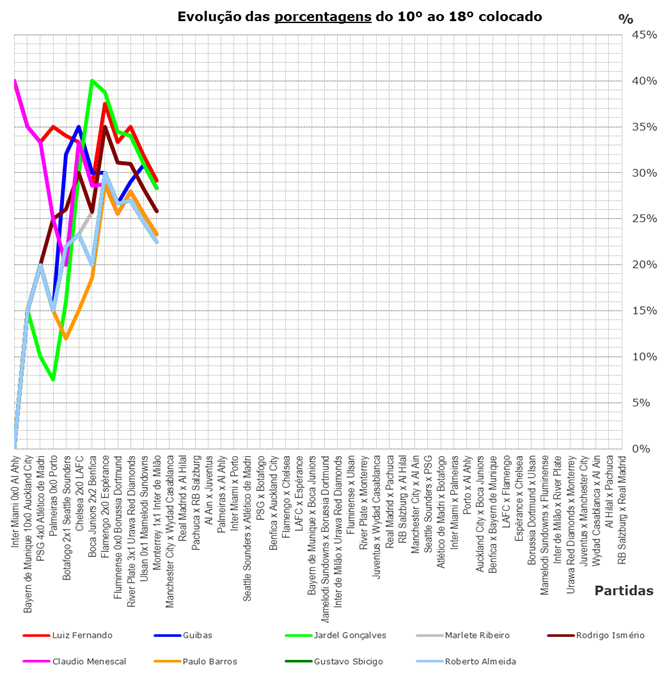 Evolução das porcentagens do 10º ao 18º colocado
%
45%
40%
35%
30%
25%
20%
15%
10%
5%
0%
Inter Miami 0x0 Al Ahly
Bayern de Munique 10x0 Auckland City
PSG 4x0 Atlético de Madri
Palmeiras 0x0 Porto
Botafogo 2x1 Seattle Sounders
Chelsea 2x0 LAFC
Boca Juniors 2x2 Benfica
Flamengo 2x0 Espérance
Fluminense 0x0 Borussia Dortmund
River Plate 3x1 Urawa Red Diamonds
Ulsan 0x1 Mamelodi Sundowns
Monterrey 1x1 Inter de Milão
Manchester City x Wydad Casablanca
Real Madrid x Al Hilal
Pachuca x RB Salzburg
Al Ain x Juventus
Palmeiras x Al Ahly
Inter Miami x Porto
Seattle Sounders x Atlético de Madri
PSG x Botafogo
Benfica x Auckland City
Flamengo x Chelsea
LAFC x Espérance
Bayern de Munique x Boca Juniors
Mamelodi Sundowns x Borussia Dortmund
Inter de Milão x Urawa Red Diamonds
Fluminense x Ulsan
River Plate x Monterrey
Juventus x Wydad Casablanca
Real Madrid x Pachuca
RB Salzburg x Al Hilal
Manchester City x Al Ain
Seattle Sounders x PSG
Atlético de Madri x Botafogo
Inter Miami x Palmeiras
Porto x Al Ahly
Auckland City x Boca Juniors
Benfica x Bayern de Munique
LAFC x Flamengo
Espérance x Chelsea
Borussia Dortmund x Ulsan
Mamelodi Sundowns x Fluminense
Inter de Milão x River Plate
Urawa Red Diamonds x Monterrey
Juventus x Manchester City
Wydad Casablanca x Al Ain
Al Hilal x Pachuca
RB Salzburg x Real Madrid
Partidas
Luiz Fernando
Guibas
Jardel Gonçalves
Marlete Ribeiro
Rodrigo Ismério
Claudio Menescal
Paulo Barros
Gustavo Sbicigo
Roberto Almeida